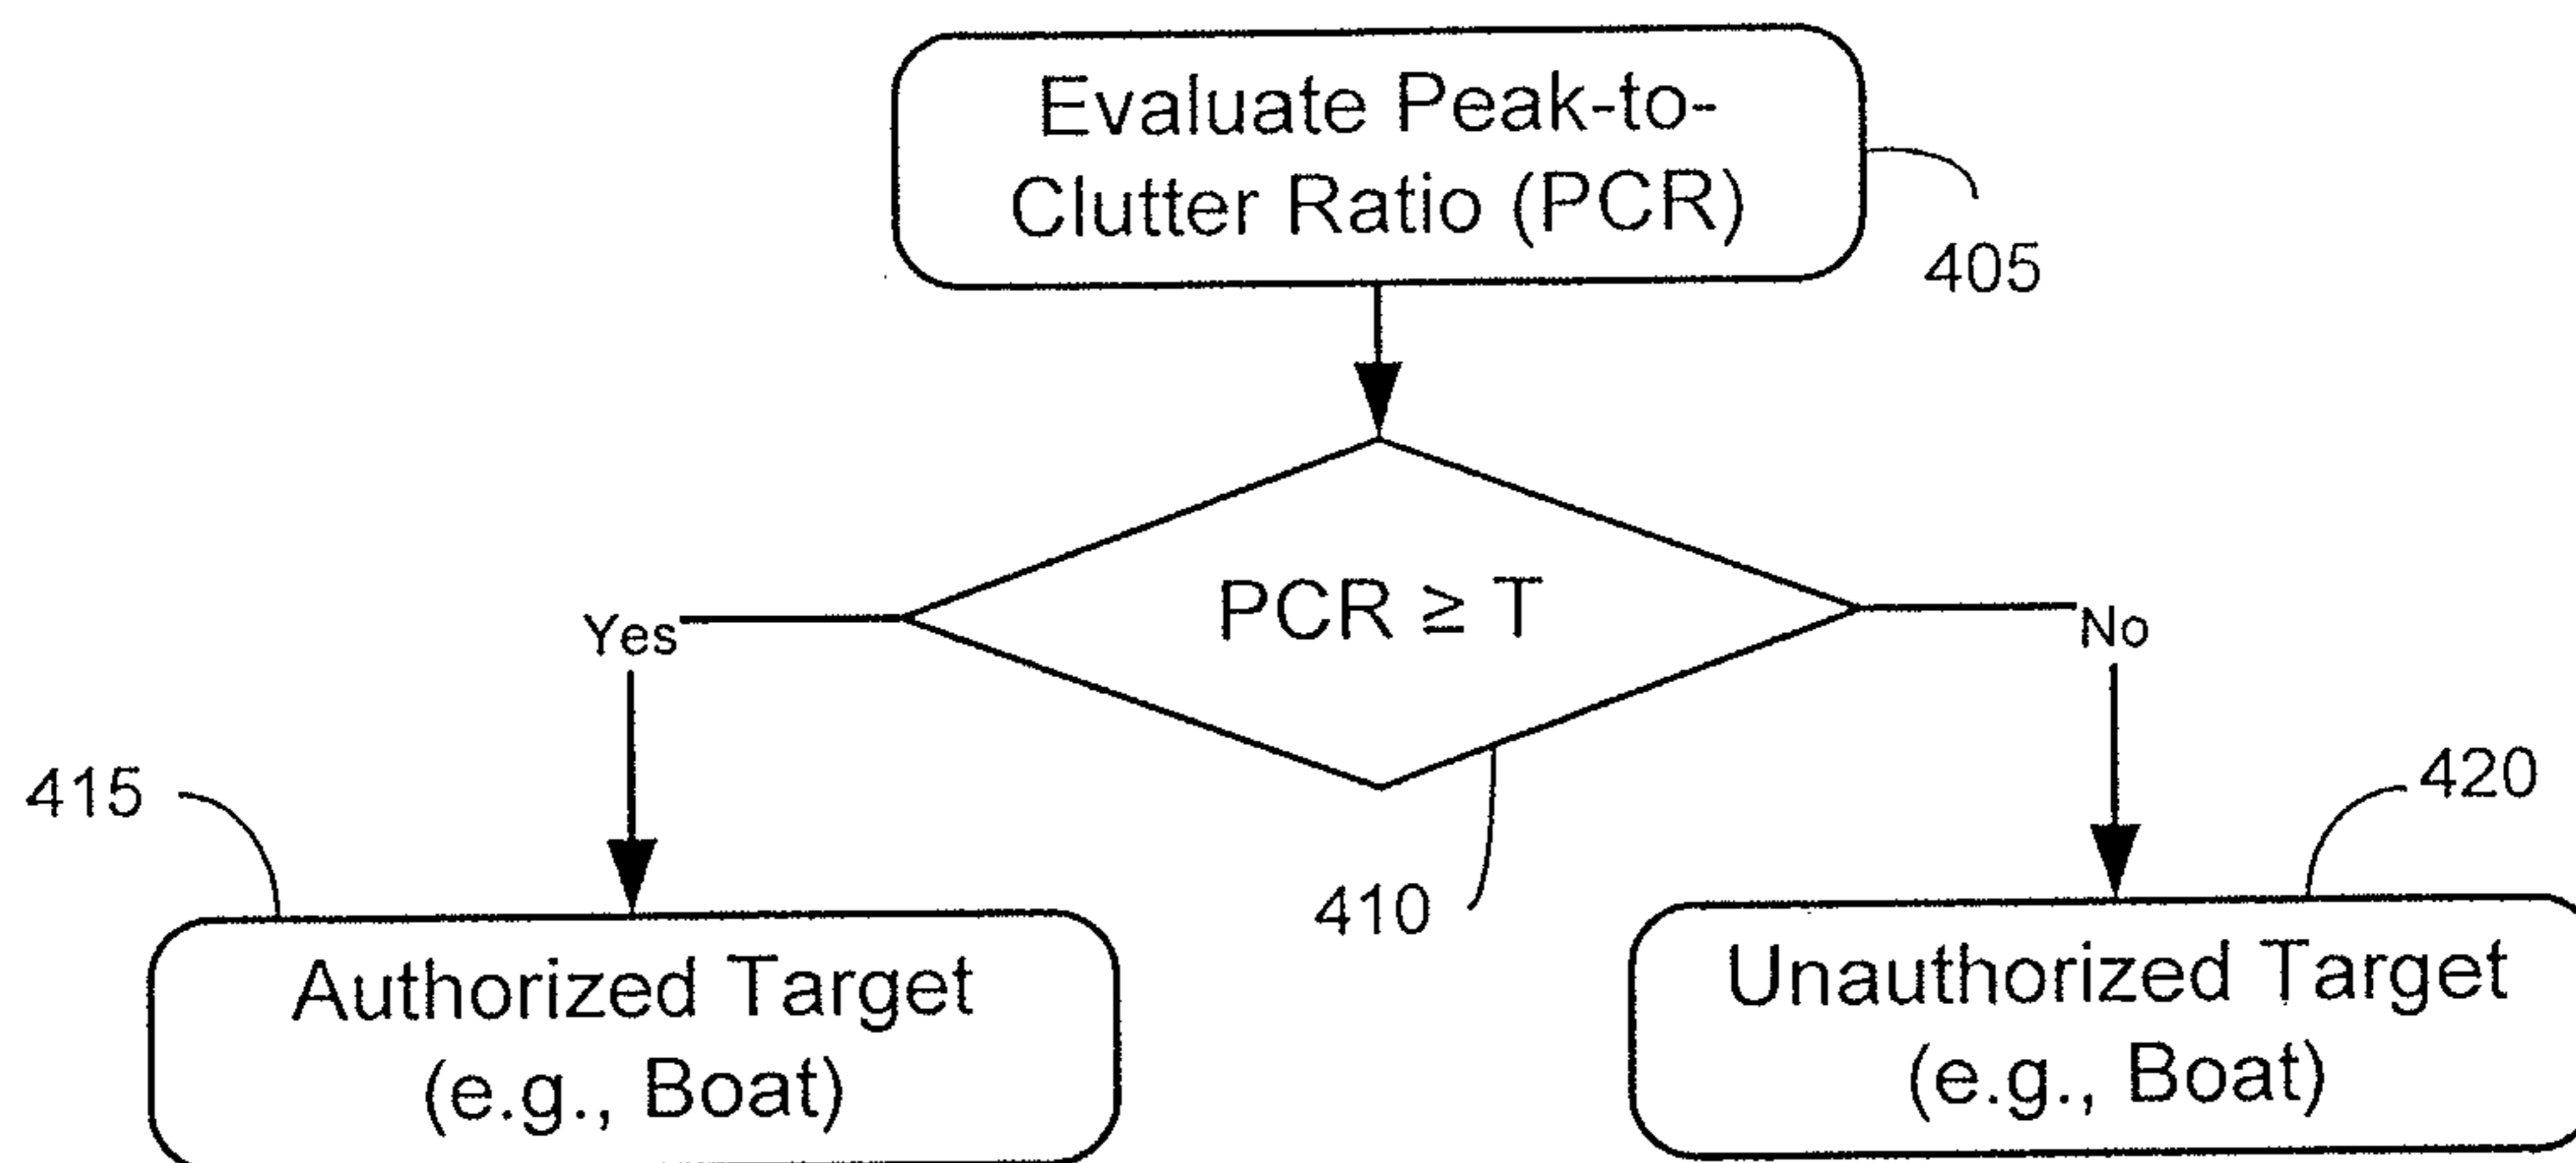 Evaluate Peak-to-
Clutter Ratio (PCR)
405
PCR ≥ T
Yes
No
415
420
410
Authorized Target
(e.g., Boat)
Unauthorized Target
(e.g., Boat)